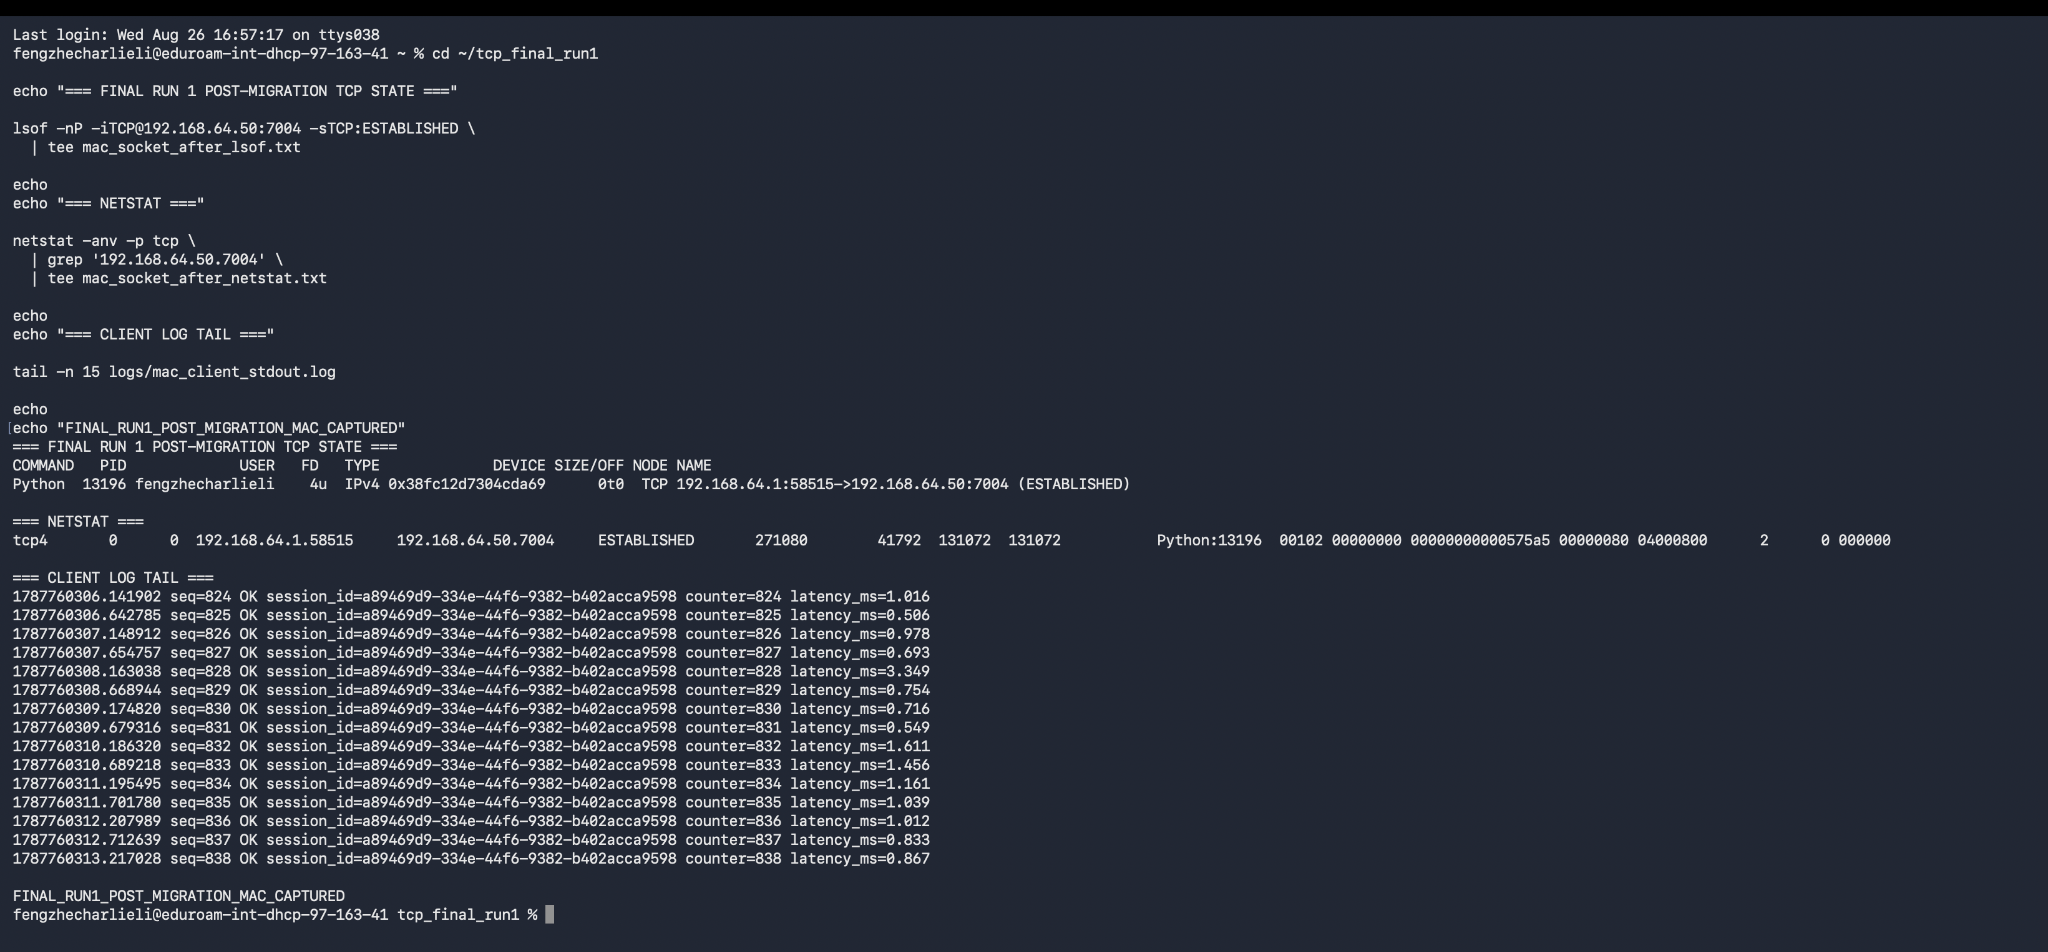 Last login: Wed Aug 26 16:57:17 on ttys038
fengzhecharlieli@eduroam-int-dhcp-97-163-41 ~ % cd ~/tcp_final_run1
echo "=== FINAL RUN 1 POST-MIGRATION TCP STATE ==="
lsof -nP -iTCP@192.168.64.50:7004 -sTCP:ESTABLISHED \
  | tee mac_socket_after_lsof.txt
echo
echo "=== NETSTAT ==="
netstat -anv -p tcp \
  | grep '192.168.64.50.7004' \
  | tee mac_socket_after_netstat.txt
echo
echo "=== CLIENT LOG TAIL ==="
tail -n 15 logs/mac_client_stdout.log
echo
[echo "FINAL_RUN1_POST_MIGRATION_MAC_CAPTURED"
=== FINAL RUN 1 POST-MIGRATION TCP STATE ===
COMMAND   PID             USER   FD   TYPE             DEVICE SIZE/OFF NODE NAME
Python  13196 fengzhecharlieli    4u  IPv4 0x38fc12d7304cda69      0t0  TCP 192.168.64.1:58515->192.168.64.50:7004 (ESTABLISHED)
=== NETSTAT ===
tcp4       0      0  192.168.64.1.58515     192.168.64.50.7004     ESTABLISHED       271080        41792  131072  131072           Python:13196  00102 00000000 00000000000575a5 00000080 04000800      2      0 000000
=== CLIENT LOG TAIL ===
1787760306.141902 seq=824 OK session_id=a89469d9-334e-44f6-9382-b402acca9598 counter=824 latency_ms=1.016
1787760306.642785 seq=825 OK session_id=a89469d9-334e-44f6-9382-b402acca9598 counter=825 latency_ms=0.506
1787760307.148912 seq=826 OK session_id=a89469d9-334e-44f6-9382-b402acca9598 counter=826 latency_ms=0.978
1787760307.654757 seq=827 OK session_id=a89469d9-334e-44f6-9382-b402acca9598 counter=827 latency_ms=0.693
1787760308.163038 seq=828 OK session_id=a89469d9-334e-44f6-9382-b402acca9598 counter=828 latency_ms=3.349
1787760308.668944 seq=829 OK session_id=a89469d9-334e-44f6-9382-b402acca9598 counter=829 latency_ms=0.754
1787760309.174820 seq=830 OK session_id=a89469d9-334e-44f6-9382-b402acca9598 counter=830 latency_ms=0.716
1787760309.679316 seq=831 OK session_id=a89469d9-334e-44f6-9382-b402acca9598 counter=831 latency_ms=0.549
1787760310.186320 seq=832 OK session_id=a89469d9-334e-44f6-9382-b402acca9598 counter=832 latency_ms=1.611
1787760310.689218 seq=833 OK session_id=a89469d9-334e-44f6-9382-b402acca9598 counter=833 latency_ms=1.456
1787760311.195495 seq=834 OK session_id=a89469d9-334e-44f6-9382-b402acca9598 counter=834 latency_ms=1.161
1787760311.701780 seq=835 OK session_id=a89469d9-334e-44f6-9382-b402acca9598 counter=835 latency_ms=1.039
1787760312.207989 seq=836 OK session_id=a89469d9-334e-44f6-9382-b402acca9598 counter=836 latency_ms=1.012
1787760312.712639 seq=837 OK session_id=a89469d9-334e-44f6-9382-b402acca9598 counter=837 latency_ms=0.833
1787760313.217028 seq=838 OK session_id=a89469d9-334e-44f6-9382-b402acca9598 counter=838 latency_ms=0.867
FINAL_RUN1_POST_MIGRATION_MAC_CAPTURED
fengzhecharlieli@eduroam-int-dhcp-97-163-41 tcp_final_run1 %